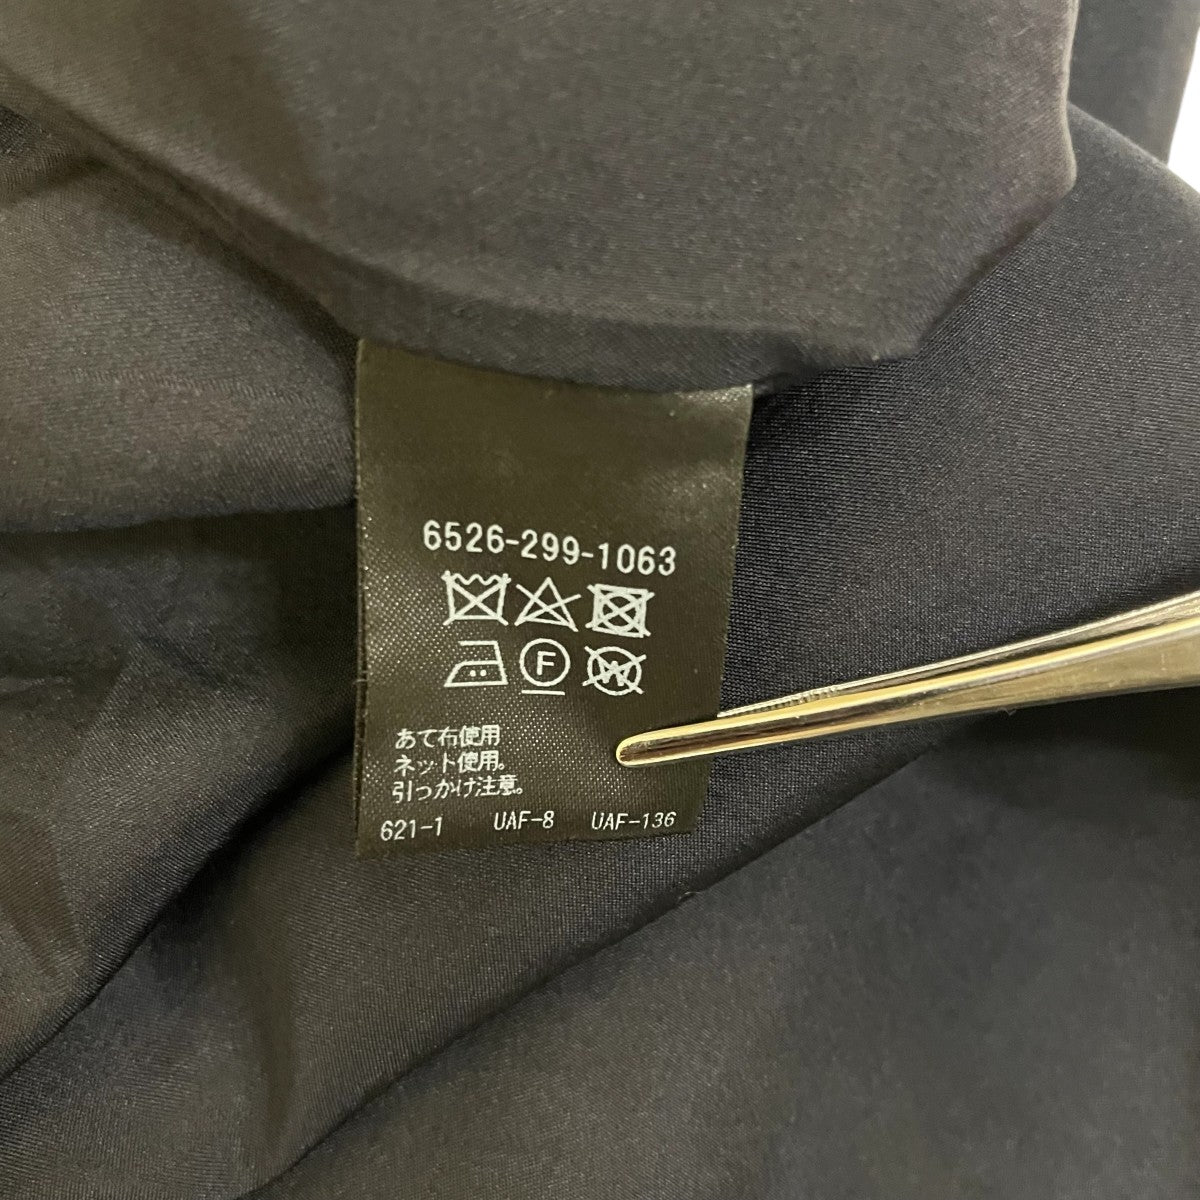 6526-299-1063
F
W
あて布使用
ネット使用。
引っかけ注意。
621-1 UAF-8 UAF-136